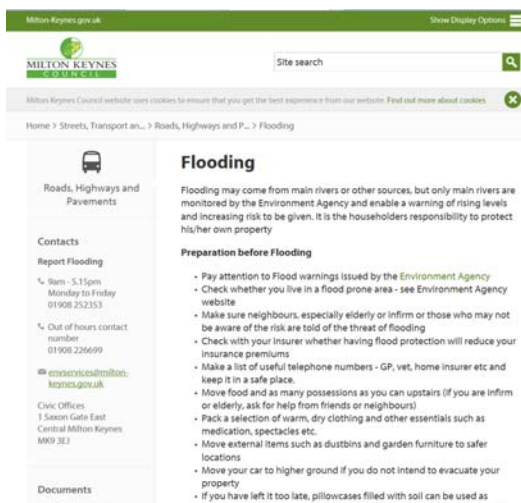 Milton-Keynes.gov.uk
Show Display Options
MILTON KEYNES
COUNCIL
Site search
Milton Keynes Council website uses cookies to ensure that you get the best experience from our website. Find out more about cookies
Home > Streets, Transport an... > Roads, Highways and P... > Flooding
Roads, Highways and
Pavements
Contacts
Report Flooding
9am - 5.15pm
Monday to Friday
01908 252353
Out of hours contact
number
01908 226699
envservices@milton-
keynes.gov.uk
Civic Offices
1 Saxon Gate East
Central Milton Keynes
MK9 3EJ
Documents
Flooding
Flooding may come from main rivers or other sources, but only main rivers are
monitored by the Environment Agency and enable a warning of rising levels
and increasing risk to be given. It is the householders responsibility to protect
his/her own property
Preparation before Flooding
• Pay attention to Flood warnings issued by the Environment Agency
• Check whether you live in a flood prone area - see Environment Agency
website
• Make sure neighbours, especially elderly or infirm or those who may not
be aware of the risk are told of the threat of flooding
• Check with your Insurer whether having flood protection will reduce your
insurance premiums
• Make a list of useful telephone numbers - GP, vet, home insurer etc and
keep it in a safe place.
• Move food and as many possessions as you can upstairs (if you are infirm
or elderly, ask for help from friends or neighbours)
• Pack a selection of warm, dry clothing and other essentials such as
medication, spectacles etc.
• Move external items such as dustbins and garden furniture to safer
locations
• Move your car to higher ground if you do not intend to evacuate your
property
• If you have left it too late, pillowcases filled with soil can be used as